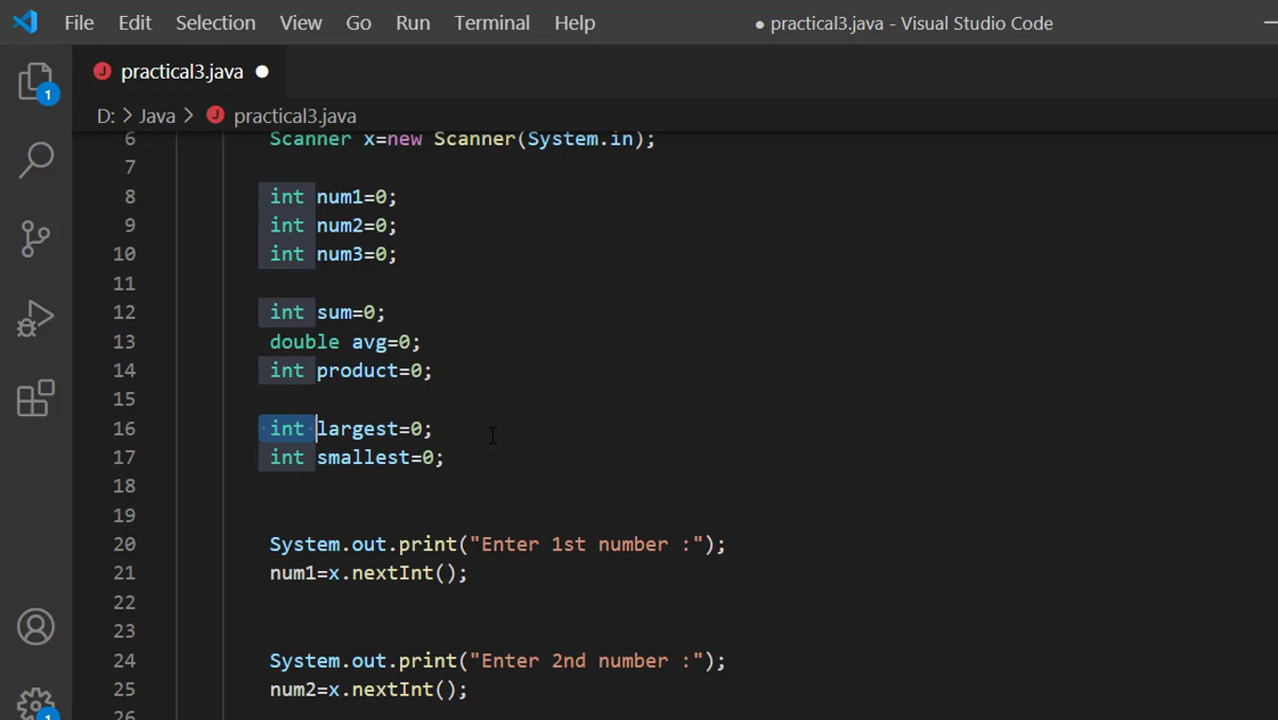 File Edit Selection View Go Run Terminal Help ● practical3.java - Visual Studio Code
J practical3.java ●
1
D: > Java > J practical3.java
6 Scanner x=new Scanner(System.in);
7
8 int num1=0;
9 int num2=0;
10 int num3=0;
11
12 int sum=0;
13 double avg=0;
14 int product=0;
15
16 int largest=0;
17 int smallest=0;
18
19
20 System.out.print("Enter 1st number :");
21 num1=x.nextInt();
22
23
24 System.out.print("Enter 2nd number :");
25 num2=x.nextInt();
26
1